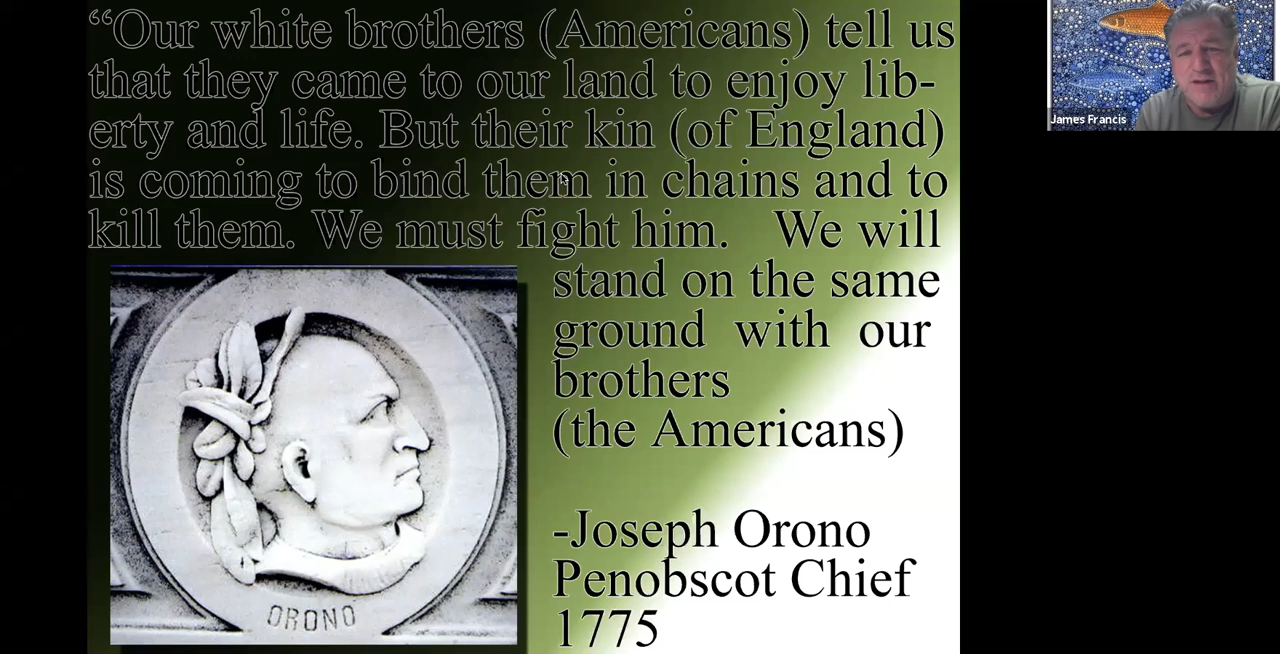 “Our white brothers (Americans) tell us
that they came to our land to enjoy lib-
erty and life. But their kin (of England)
is coming to bind them in chains and to
kill them. We must fight him. We will
stand on the same
ground with our
brothers
(the Americans)
-Joseph Orono
Penobscot Chief
1775
ORONO
James Francis